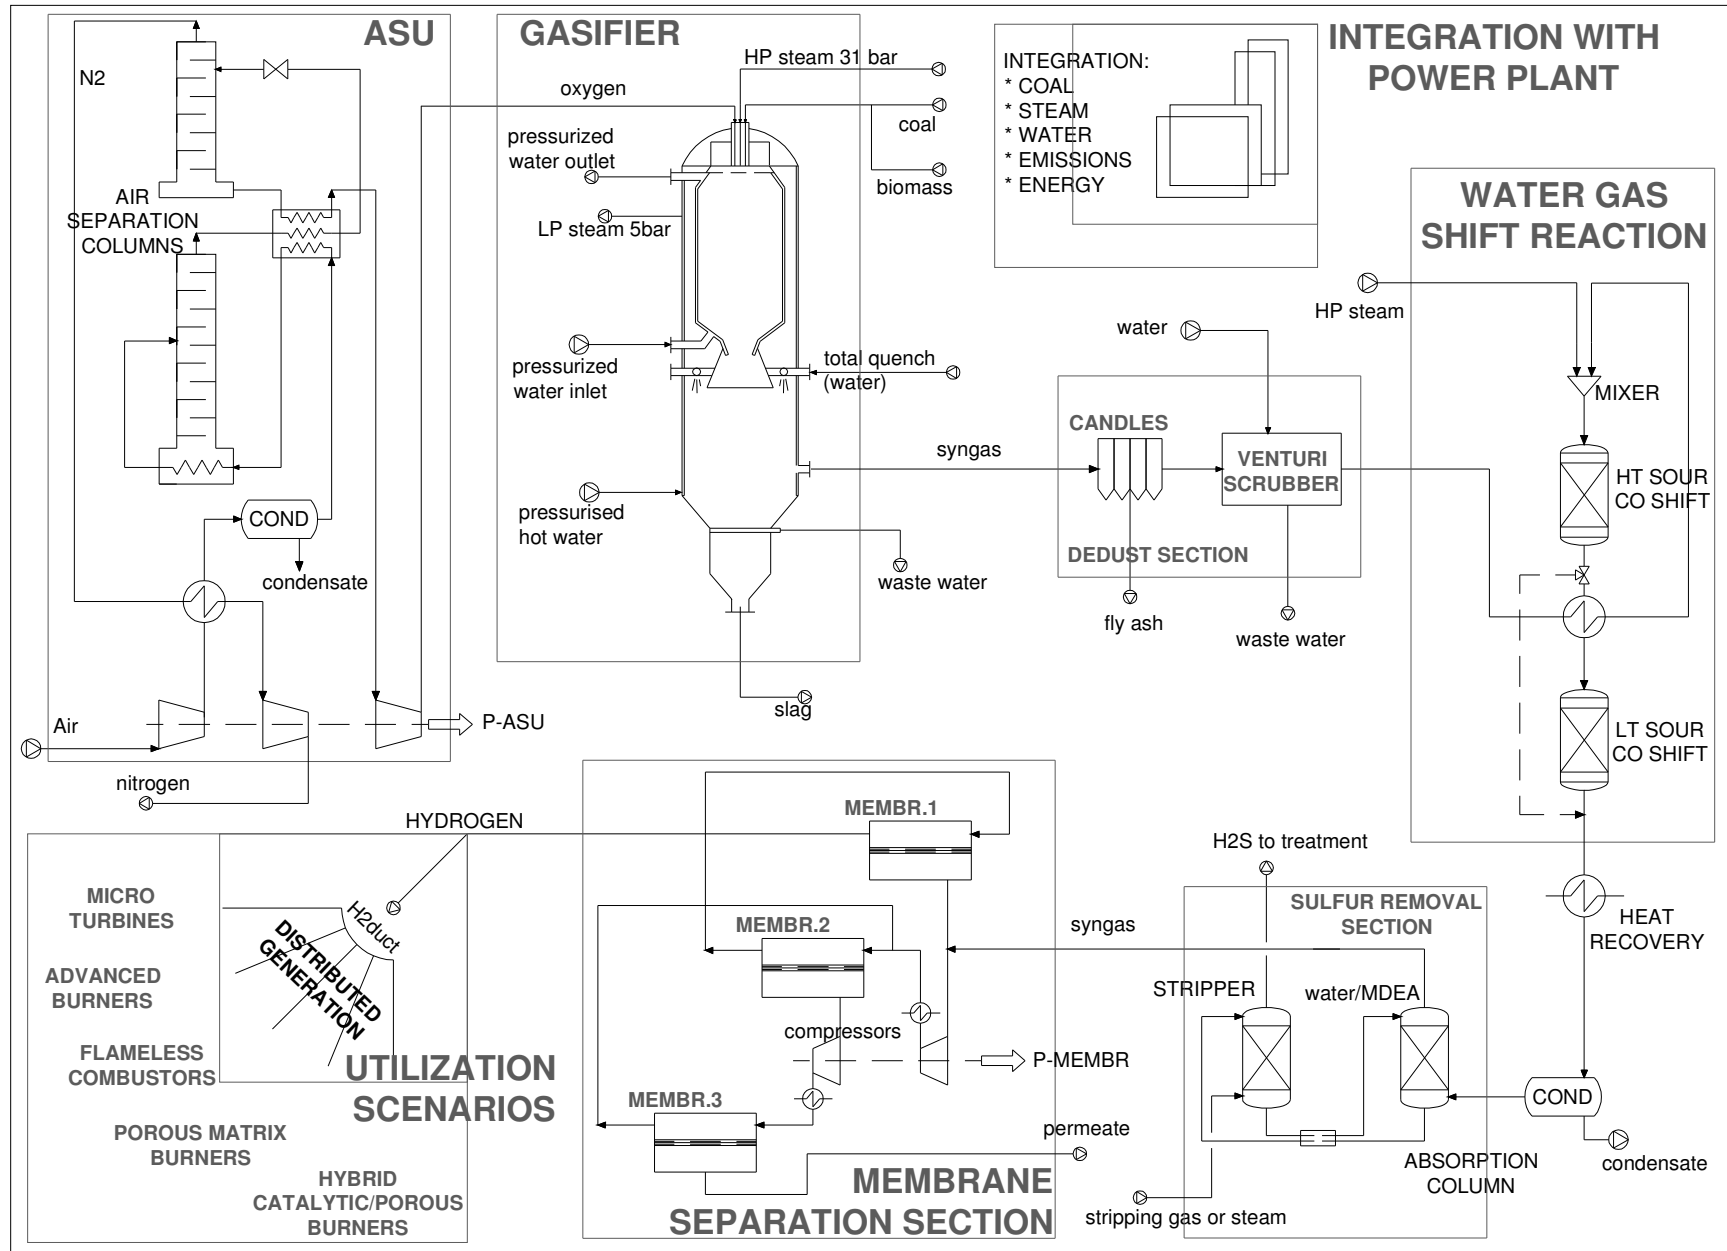 ASU
N2
AIR
SEPARATION
COLUMNS
COND
condensate
Air
P-ASU
nitrogen
GASIFIER
HP steam 31 bar
oxygen
coal
pressurized
water outlet
biomass
LP steam 5bar
pressurized
water inlet
total quench
(water)
syngas
pressurised
hot water
waste water
slag
INTEGRATION WITH
POWER PLANT
INTEGRATION:
* COAL
* STEAM
* WATER
* EMISSIONS
* ENERGY
water
CANDLES
VENTURI
SCRUBBER
DEDUST SECTION
fly ash
waste water
WATER GAS
SHIFT REACTION
HP steam
MIXER
HT SOUR
CO SHIFT
LT SOUR
CO SHIFT
HEAT
RECOVERY
COND
condensate
H2S to treatment
SULFUR REMOVAL
SECTION
syngas
STRIPPER
water/MDEA
ABSORPTION
COLUMN
stripping gas or steam
MEMBR.1
MEMBR.2
compressors
P-MEMBR
MEMBR.3
permeate
MEMBRANE
SEPARATION SECTION
HYDROGEN
H2duct
DISTRIBUTED
GENERATION
MICRO
TURBINES
ADVANCED
BURNERS
FLAMELESS
COMBUSTORS
UTILIZATION
SCENARIOS
POROUS MATRIX
BURNERS
HYBRID
CATALYTIC/POROUS
BURNERS